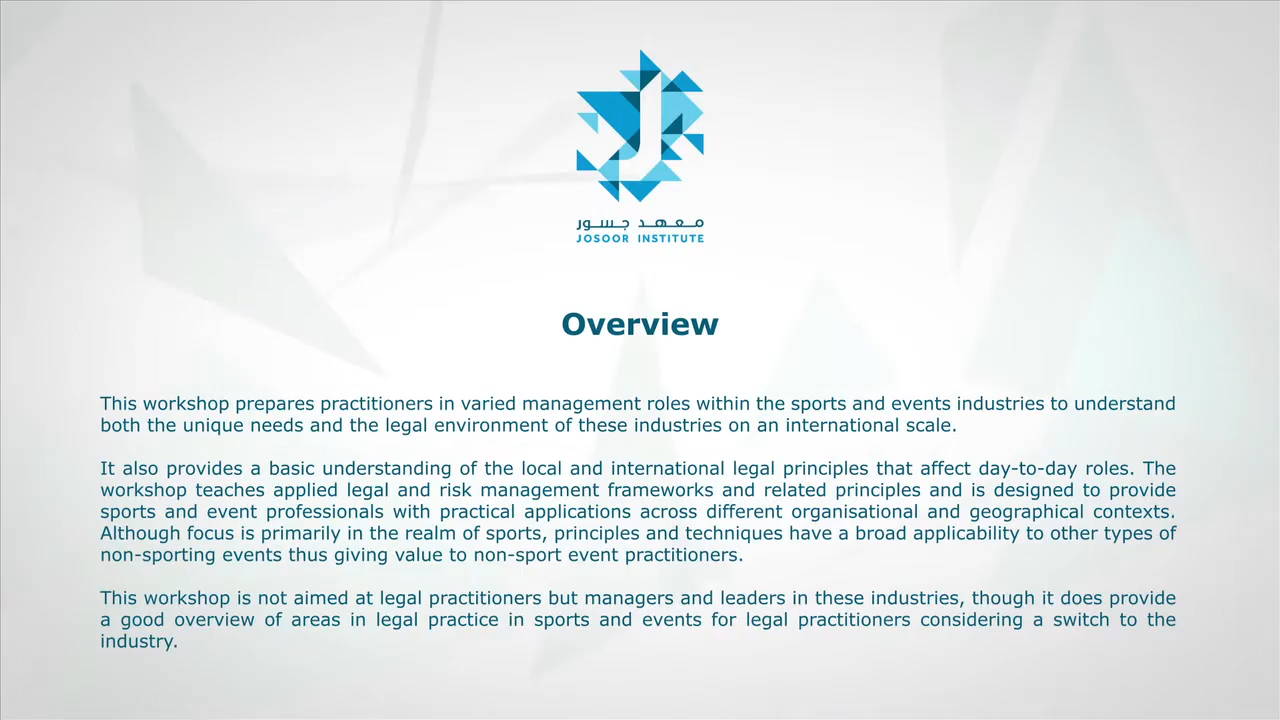 معهد جسور
JOSOOR INSTITUTE
Overview
This workshop prepares practitioners in varied management roles within the sports and events industries to understand
both the unique needs and the legal environment of these industries on an international scale.
It also provides a basic understanding of the local and international legal principles that affect day-to-day roles. The
workshop teaches applied legal and risk management frameworks and related principles and is designed to provide
sports and event professionals with practical applications across different organisational and geographical contexts.
Although focus is primarily in the realm of sports, principles and techniques have a broad applicability to other types of
non-sporting events thus giving value to non-sport event practitioners.
This workshop is not aimed at legal practitioners but managers and leaders in these industries, though it does provide
a good overview of areas in legal practice in sports and events for legal practitioners considering a switch to the
industry.